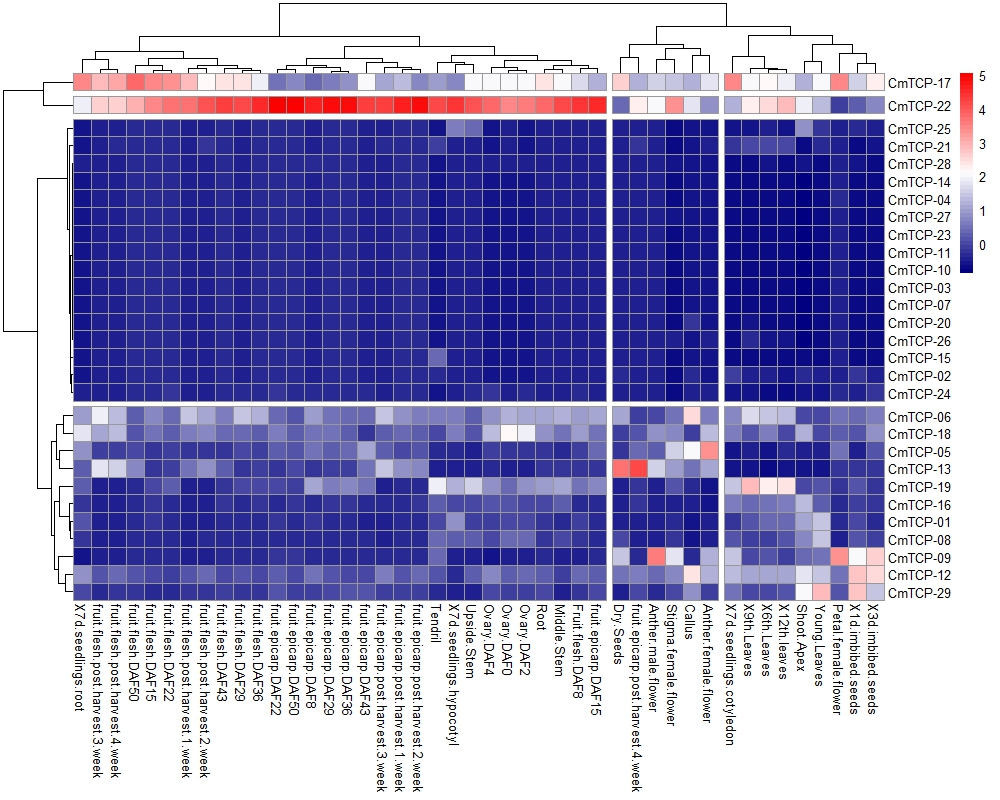 CmTCP-17
CmTCP-22
CmTCP-25
CmTCP-21
CmTCP-28
CmTCP-14
CmTCP-04
CmTCP-27
CmTCP-23
CmTCP-11
CmTCP-10
CmTCP-03
CmTCP-07
CmTCP-20
CmTCP-26
CmTCP-15
CmTCP-02
CmTCP-24
CmTCP-06
CmTCP-18
CmTCP-05
CmTCP-13
CmTCP-19
CmTCP-16
CmTCP-01
CmTCP-08
CmTCP-09
CmTCP-12
CmTCP-29
5
4
3
2
1
0
X7d.seedlings.root
fruit.flesh.post.harvest.3.week
fruit.flesh.post.harvest.4.week
fruit.flesh.DAF50
fruit.flesh.DAF15
fruit.flesh.DAF22
fruit.flesh.post.harvest.1.week
fruit.flesh.post.harvest.2.week
fruit.flesh.DAF43
fruit.flesh.DAF29
fruit.flesh.DAF36
fruit.epicarp.DAF22
fruit.epicarp.DAF50
fruit.epicarp.DAF8
fruit.epicarp.DAF29
fruit.epicarp.DAF36
fruit.epicarp.DAF43
fruit.epicarp.post.harvest.3.week
fruit.epicarp.post.harvest.1.week
fruit.epicarp.post.harvest.2.week
Tendril
X7d.seedlings.hypocotyl
Upside.Stem
Ovary.DAF4
Ovary.DAF0
Ovary.DAF2
Root
Middle.Stem
Fruit.flesh.DAF8
fruit.epicarp.DAF15
Dry.Seeds
fruit.epicarp.post.harvest.4.week
Anther.male.flower
Stigma.female.flower
Callus
Anther.female.flower
X7d.seedlings.cotyledon
X9th.Leaves
X6th.Leaves
X12th.leaves
Shoot.Apex
Young.Leaves
Petal.female.flower
X1d.imbibed.seeds
X3d.imbibed.seeds